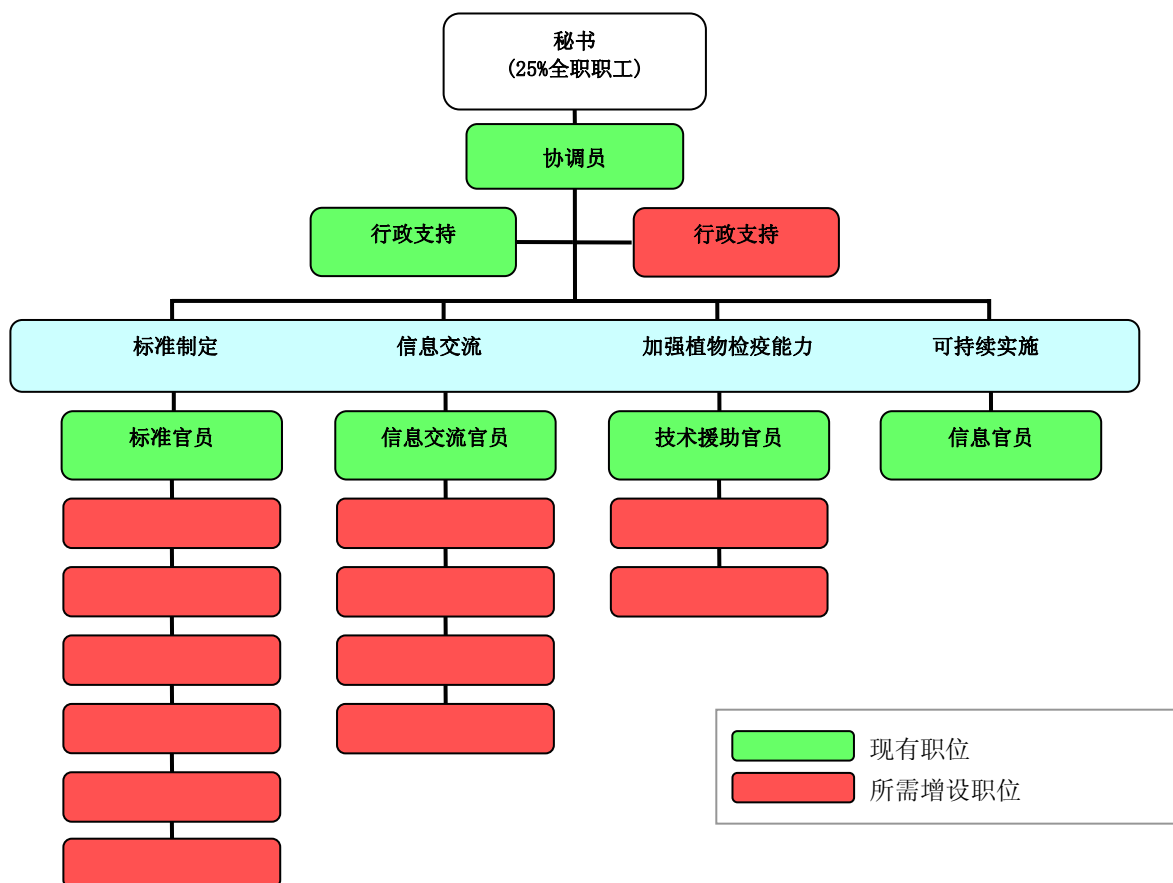 秘书
(25%全职职工)
协调员
行政支持
行政支持
标准制定
信息交流
加强植物检疫能力
可持续实施
标准官员
信息交流官员
技术援助官员
信息官员
现有职位
所需增设职位